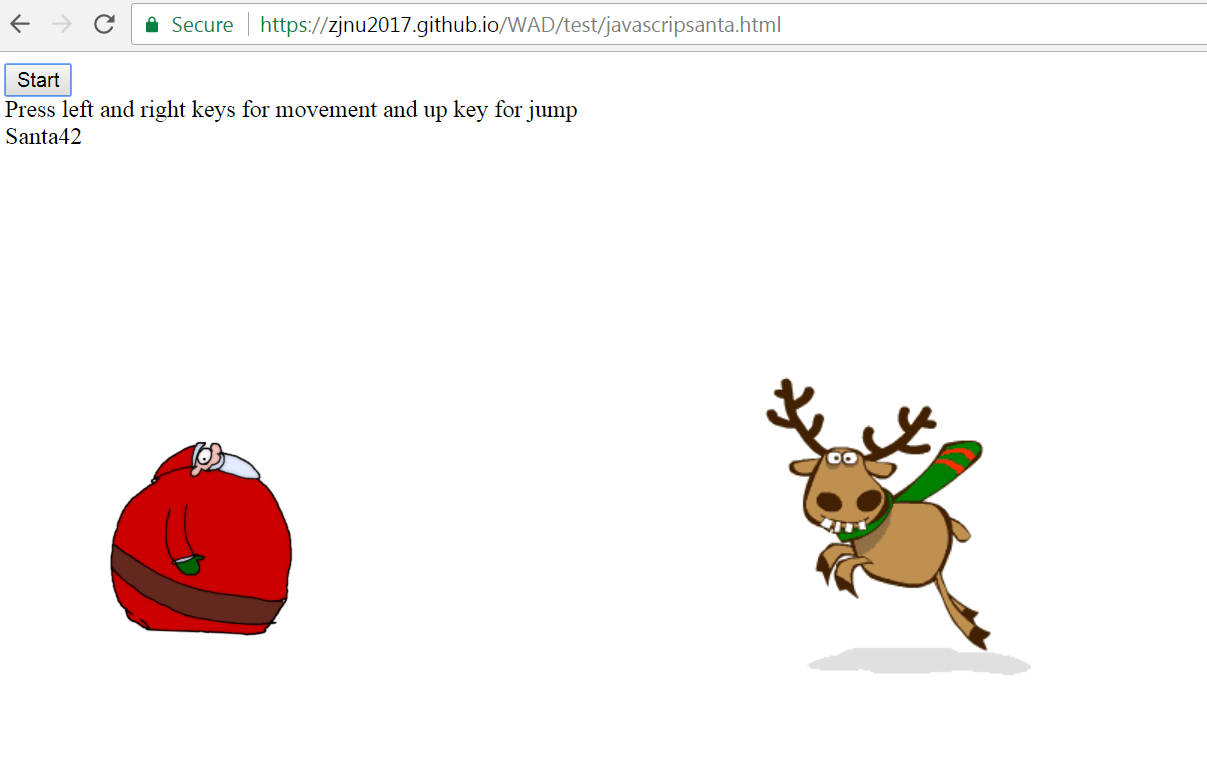 Secure https://zjnu2017.github.io/WAD/test/javascripsanta.html
Start
Press left and right keys for movement and up key for jump
Santa42